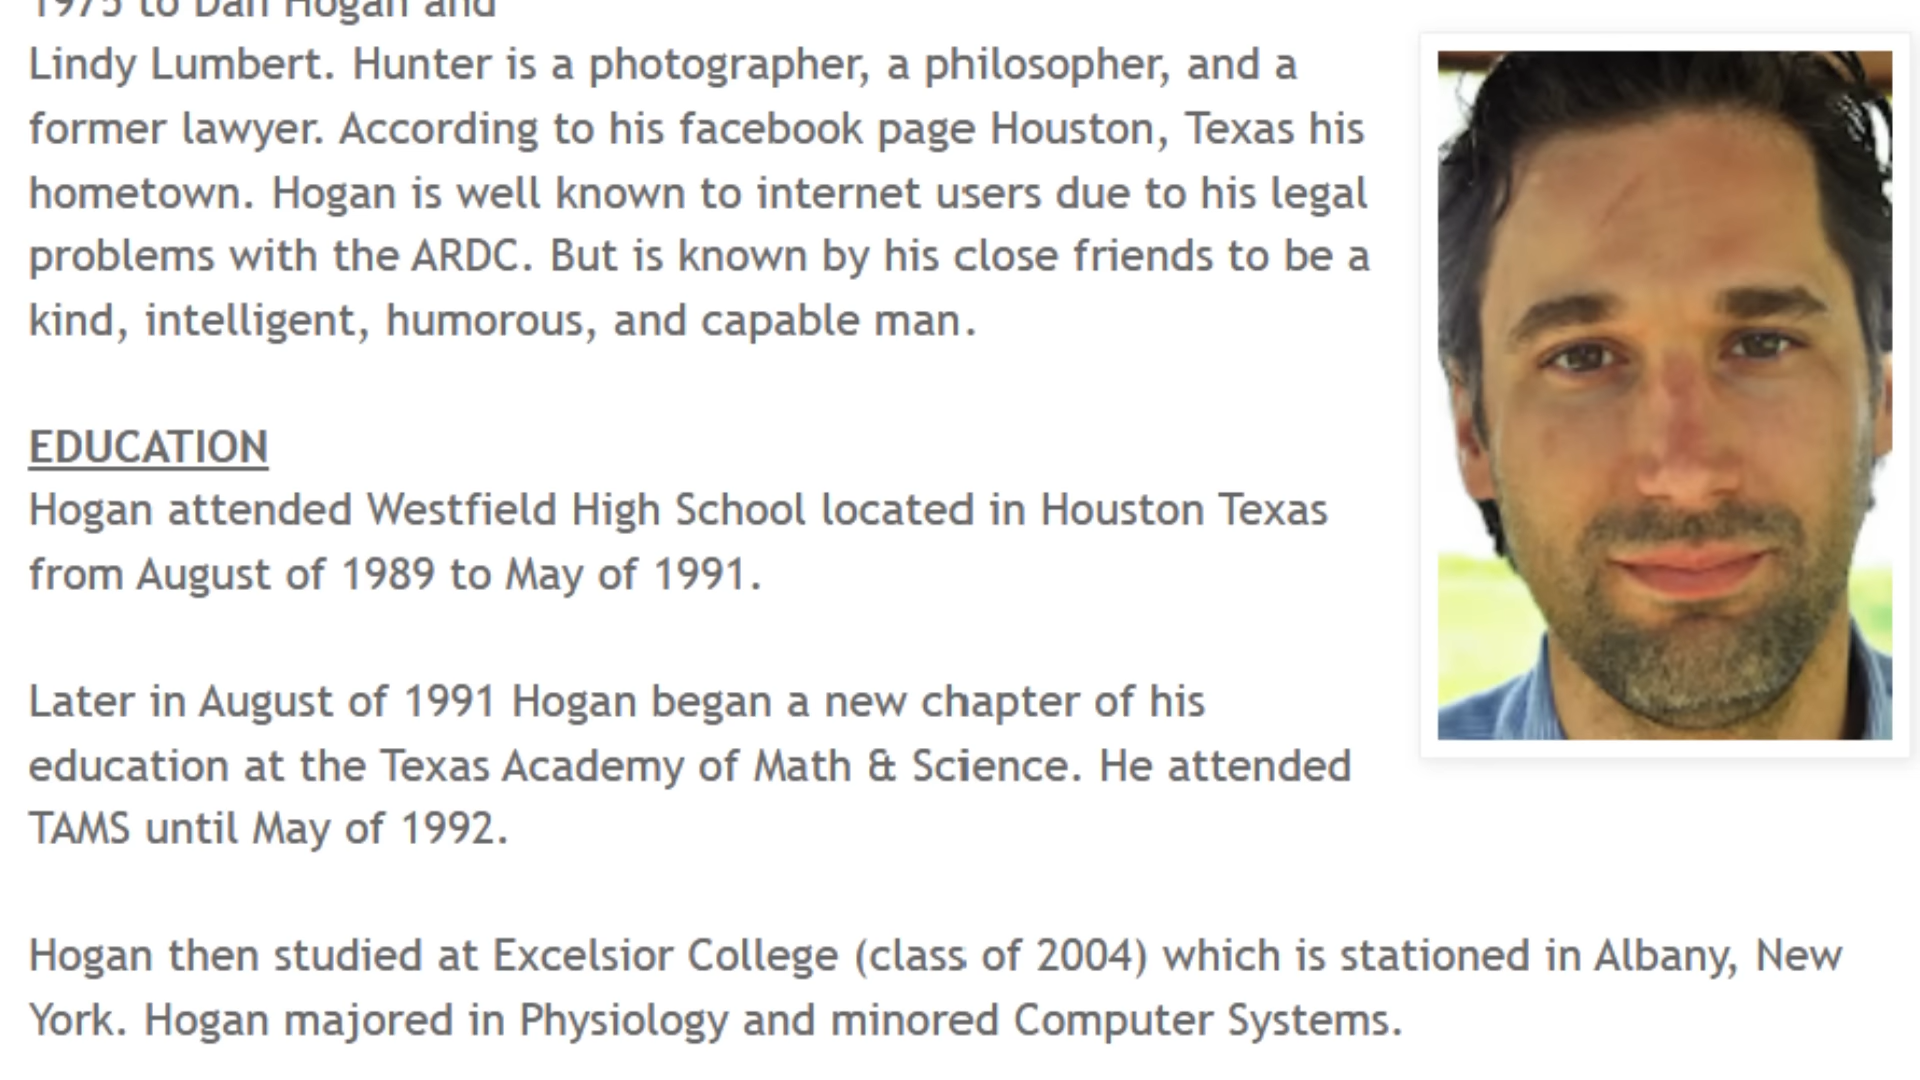 1975 to Dan Hogan and
Lindy Lumbert. Hunter is a photographer, a philosopher, and a
former lawyer. According to his facebook page Houston, Texas his
hometown. Hogan is well known to internet users due to his legal
problems with the ARDC. But is known by his close friends to be a
kind, intelligent, humorous, and capable man.
EDUCATION
Hogan attended Westfield High School located in Houston Texas
from August of 1989 to May of 1991.
Later in August of 1991 Hogan began a new chapter of his
education at the Texas Academy of Math & Science. He attended
TAMS until May of 1992.
Hogan then studied at Excelsior College (class of 2004) which is stationed in Albany, New
York. Hogan majored in Physiology and minored Computer Systems.